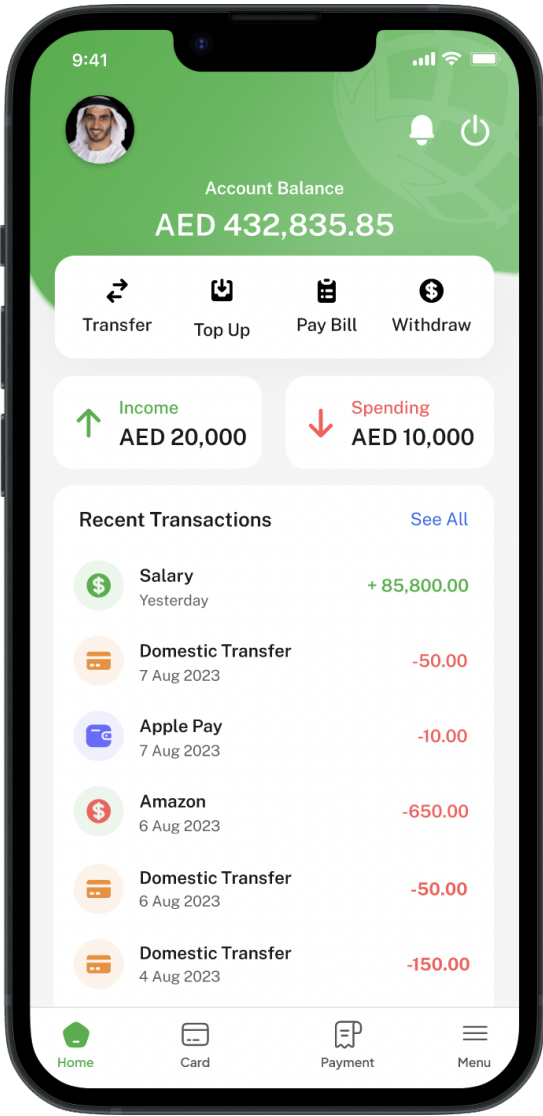 9:41
Account Balance
AED 432,835.85
Transfer
Top Up
Pay Bill
Withdraw
Income
AED 20,000
Spending
AED 10,000
Recent Transactions
See All
Salary
+ 85,800.00
Yesterday
Domestic Transfer
-50.00
7 Aug 2023
Apple Pay
-10.00
7 Aug 2023
Amazon
-650.00
6 Aug 2023
Domestic Transfer
-50.00
6 Aug 2023
Domestic Transfer
-150.00
4 Aug 2023
Home
Card
Payment
Menu